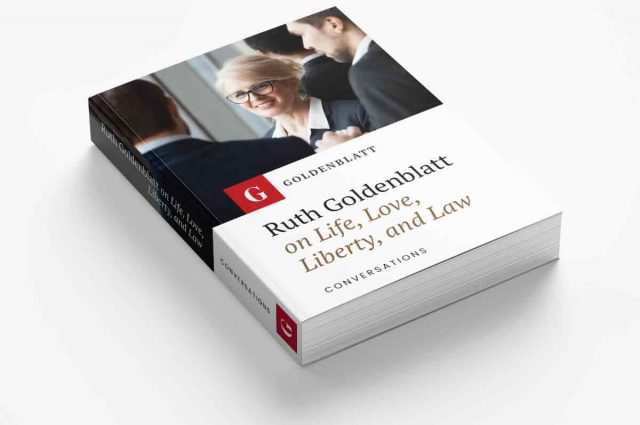 G
GOLDENBLATT
Ruth Goldenblatt
on Life, Love,
Liberty, and Law
CONVERSATIONS
Ruth Goldenblatt on Life, Love,
Liberty, and Law
CONVERSATIONS
G